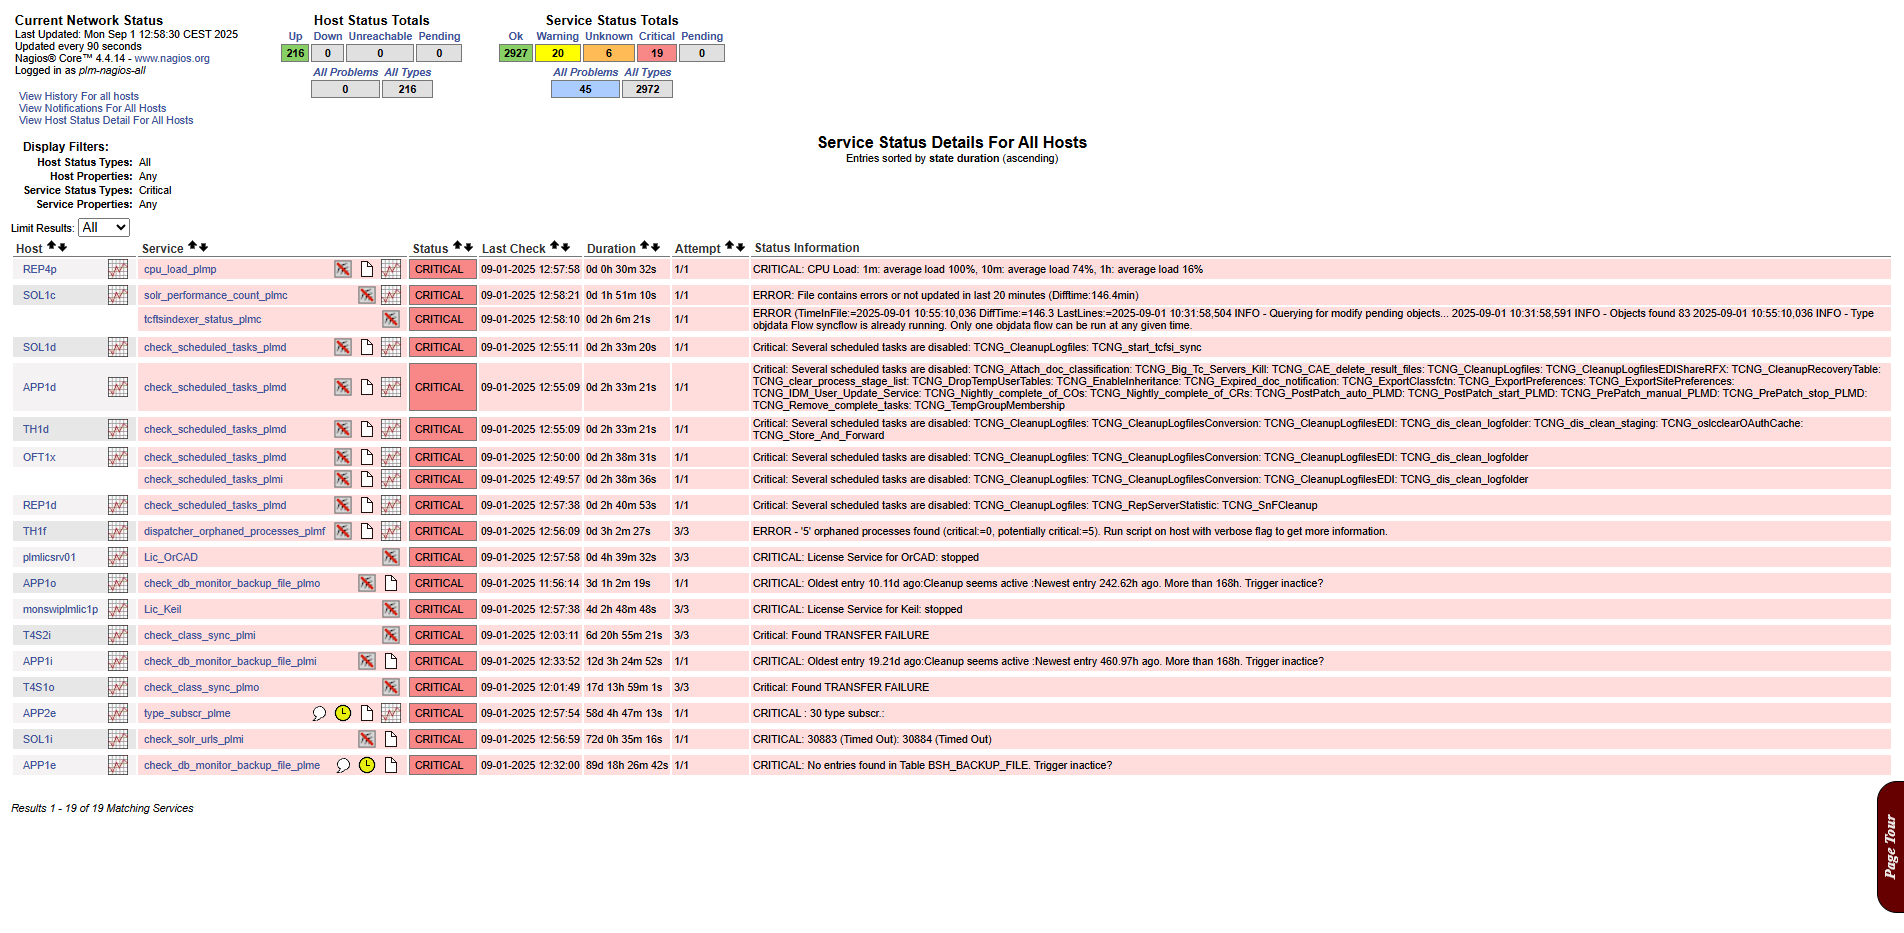 Current Network Status
Last Updated: Mon Sep 1 12:58:30 CEST 2025
Updated every 90 seconds
Nagios® Core™ 4.4.14 - www.nagios.org
Logged in as plm-nagios-all
View History For all hosts
View Notifications For All Hosts
View Host Status Detail For All Hosts
Host Status Totals
Up Down Unreachable Pending
216 0 0 0
All Problems All Types
0 216
Service Status Totals
Ok Warning Unknown Critical Pending
2927 20 6 19 0
All Problems All Types
45 2972
Display Filters:
Host Status Types: All
Host Properties: Any
Service Status Types: Critical
Service Properties: Any
Service Status Details For All Hosts
Entries sorted by state duration (ascending)
Limit Results: All
Host Service Status Last Check Duration Attempt Status Information
REP4p cpu_load_plmp CRITICAL 09-01-2025 12:57:58 0d 0h 30m 32s 1/1 CRITICAL: CPU Load: 1m: average load 100%, 10m: average load 74%, 1h: average load 16%
SOL1c solr_performance_count_plmc CRITICAL 09-01-2025 12:58:21 0d 1h 51m 10s 1/1 ERROR: File contains errors or not updated in last 20 minutes (Difftime:146.4min)
tcftsindexer_status_plmc CRITICAL 09-01-2025 12:58:10 0d 2h 6m 21s 1/1 ERROR (TimeInFile:=2025-09-01 10:55:10,036 DiffTime:=146.3 LastLines:=2025-09-01 10:31:58,504 INFO - Querying for modify pending objects... 2025-09-01 10:31:58,591 INFO - Objects found 83 2025-09-01 10:55:10,036 INFO - Type
objdata Flow syncflow is already running. Only one objdata flow can be run at any given time.
SOL1d check_scheduled_tasks_plmd CRITICAL 09-01-2025 12:55:11 0d 2h 33m 20s 1/1 Critical: Several scheduled tasks are disabled: TCNG_CleanupLogfiles: TCNG_start_tcfsi_sync
APP1d check_scheduled_tasks_plmd CRITICAL 09-01-2025 12:55:09 0d 2h 33m 21s 1/1 Critical: Several scheduled tasks are disabled: TCNG_Attach_doc_classification: TCNG_Big_Tc_Servers_Kill: TCNG_CAE_delete_result_files: TCNG_CleanupLogfiles: TCNG_CleanupLogfilesEDIShareRFX: TCNG_CleanupRecoveryTable:
TCNG_clear_process_stage_list: TCNG_DropTempUserTables: TCNG_EnableInheritance: TCNG_Expired_doc_notification: TCNG_ExportClassfctn: TCNG_ExportPreferences: TCNG_ExportSitePreferences:
TCNG_IDM_User_Update_Service: TCNG_Nightly_complete_of_COs: TCNG_Nightly_complete_of_CRs: TCNG_PostPatch_auto_PLMD: TCNG_PostPatch_start_PLMD: TCNG_PrePatch_manual_PLMD: TCNG_PrePatch_stop_PLMD:
TCNG_Remove_complete_tasks: TCNG_TempGroupMembership
TH1d check_scheduled_tasks_plmd CRITICAL 09-01-2025 12:55:09 0d 2h 33m 21s 1/1 Critical: Several scheduled tasks are disabled: TCNG_CleanupLogfiles: TCNG_CleanupLogfilesConversion: TCNG_CleanupLogfilesEDI: TCNG_dis_clean_logfolder: TCNG_dis_clean_staging: TCNG_oslcclearOAuthCache:
TCNG_Store_And_Forward
OFT1x check_scheduled_tasks_plmd CRITICAL 09-01-2025 12:50:00 0d 2h 38m 31s 1/1 Critical: Several scheduled tasks are disabled: TCNG_CleanupLogfiles: TCNG_CleanupLogfilesConversion: TCNG_CleanupLogfilesEDI: TCNG_dis_clean_logfolder
check_scheduled_tasks_plmi CRITICAL 09-01-2025 12:49:57 0d 2h 38m 36s 1/1 Critical: Several scheduled tasks are disabled: TCNG_CleanupLogfiles: TCNG_CleanupLogfilesConversion: TCNG_CleanupLogfilesEDI: TCNG_dis_clean_logfolder
REP1d check_scheduled_tasks_plmd CRITICAL 09-01-2025 12:57:38 0d 2h 40m 53s 1/1 Critical: Several scheduled tasks are disabled: TCNG_CleanupLogfiles: TCNG_RepServerStatistic: TCNG_SnFCleanup
TH1f dispatcher_orphaned_processes_plmf CRITICAL 09-01-2025 12:56:09 0d 3h 2m 27s 3/3 ERROR - '5' orphaned processes found (critical:=0, potentially critical:=5). Run script on host with verbose flag to get more information.
plmlicsrv01 Lic_OrCAD CRITICAL 09-01-2025 12:57:58 0d 4h 39m 32s 3/3 CRITICAL: License Service for OrCAD: stopped
APP1o check_db_monitor_backup_file_plmo CRITICAL 09-01-2025 11:56:14 3d 1h 2m 19s 1/1 CRITICAL: Oldest entry 10.11d ago:Cleanup seems active :Newest entry 242.62h ago. More than 168h. Trigger inactice?
monswiplmlic1p Lic_Keil CRITICAL 09-01-2025 12:57:38 4d 2h 48m 48s 3/3 CRITICAL: License Service for Keil: stopped
T4S2i check_class_sync_plmi CRITICAL 09-01-2025 12:03:11 6d 20h 55m 21s 3/3 Critical: Found TRANSFER FAILURE
APP1i check_db_monitor_backup_file_plmi CRITICAL 09-01-2025 12:33:52 12d 3h 24m 52s 1/1 CRITICAL: Oldest entry 19.21d ago:Cleanup seems active :Newest entry 460.97h ago. More than 168h. Trigger inactice?
T4S1o check_class_sync_plmo CRITICAL 09-01-2025 12:01:49 17d 13h 59m 1s 3/3 Critical: Found TRANSFER FAILURE
APP2e type_subscr_plme CRITICAL 09-01-2025 12:57:54 58d 4h 47m 13s 1/1 CRITICAL : 30 type subscr.:
SOL1i check_solr_urls_plmi CRITICAL 09-01-2025 12:56:59 72d 0h 35m 16s 1/1 CRITICAL: 30883 (Timed Out): 30884 (Timed Out)
APP1e check_db_monitor_backup_file_plme CRITICAL 09-01-2025 12:32:00 89d 18h 26m 42s 1/1 CRITICAL: No entries found in Table BSH_BACKUP_FILE. Trigger inactice?
Results 1 - 19 of 19 Matching Services
Page Tour